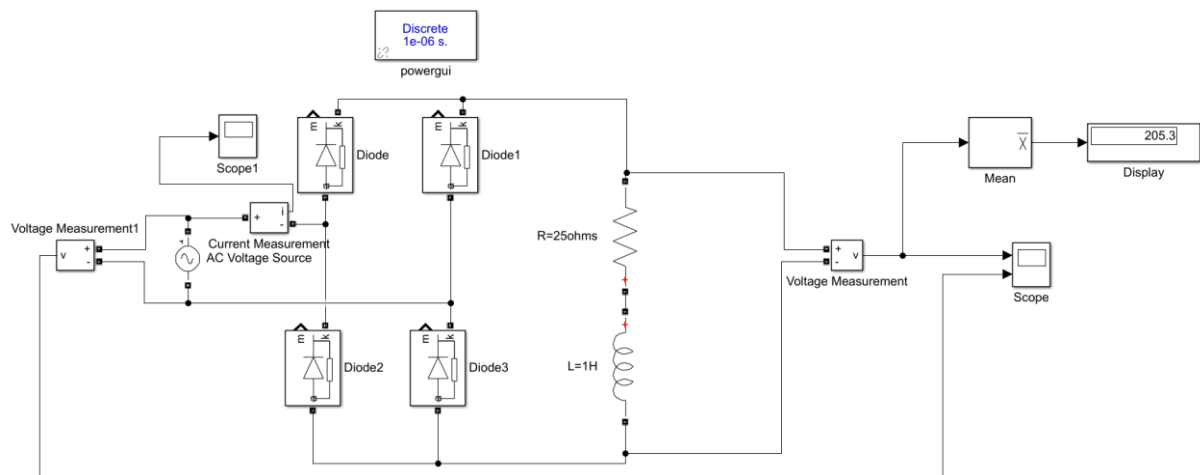 Discrete
1e-06 s.
powergui
m
k
a
Diode
m
k
a
Diode1
Scope1
Voltage Measurement1
v
+
-
+
i
-
Current Measurement
AC Voltage Source
R=25ohms
+
-
v
Voltage Measurement
X
Mean
205.3
Display
Scope
m
k
a
Diode2
m
k
a
Diode3
L=1H